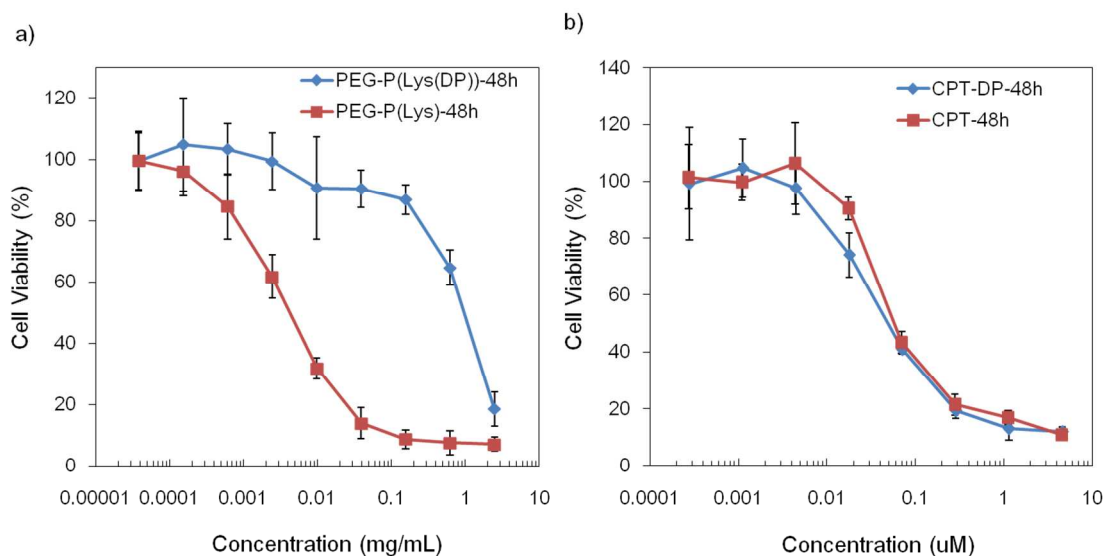 a)
PEG-P(Lys(DP))-48h
PEG-P(Lys)-48h
120
100
80
60
40
20
0
Cell Viability (%)
0.00001 0.0001 0.001 0.01 0.1 1 10
Concentration (mg/mL)
b)
CPT-DP-48h
CPT-48h
140
120
100
80
60
40
20
0
Cell Viability (%)
0.0001 0.001 0.01 0.1 1 10
Concentration (uM)